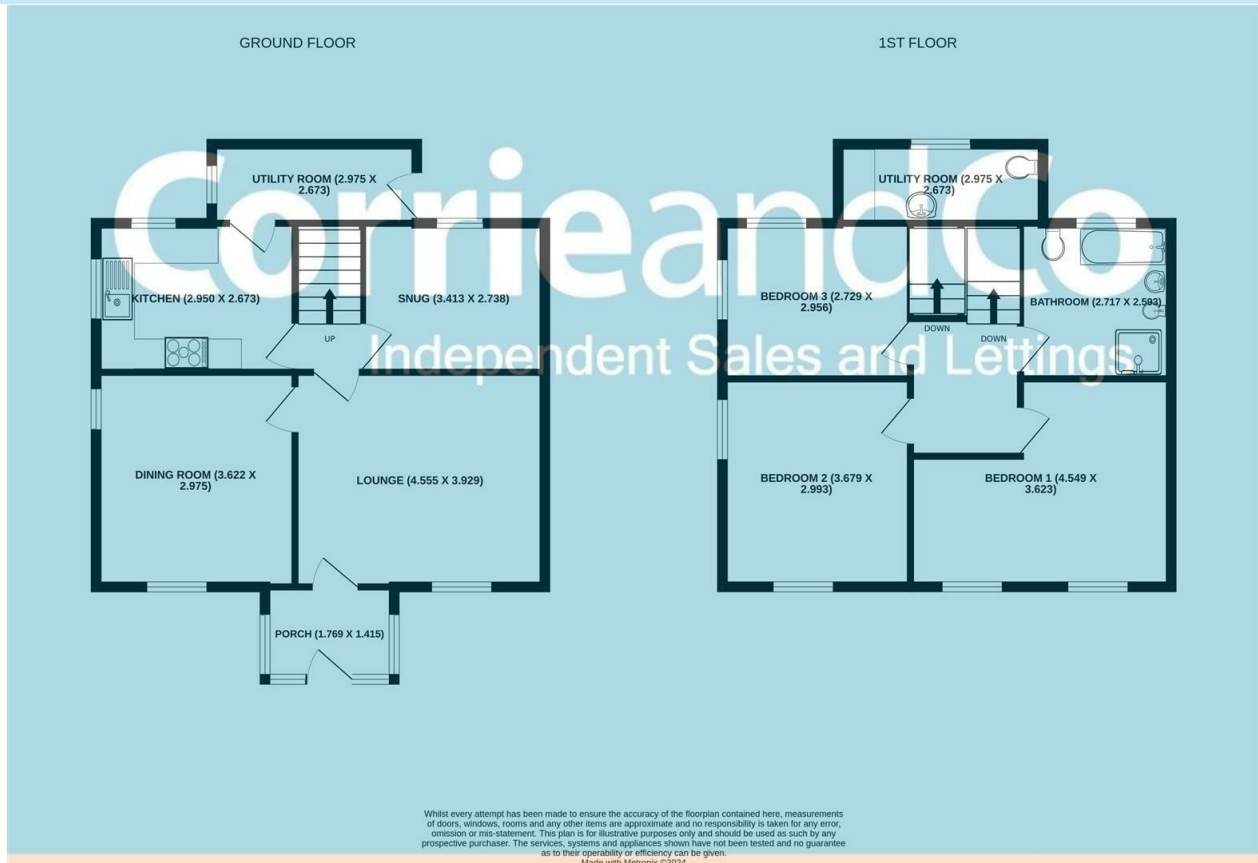 GROUND FLOOR
1ST FLOOR
CorrieandCo
Independent Sales and Lettings
UTILITY ROOM (2.975 X
2.673)
KITCHEN (2.950 X 2.673)
SNUG (3.413 X 2.738)
UP
DINING ROOM (3.622 X
2.975)
LOUNGE (4.555 X 3.929)
PORCH (1.769 X 1.415)
UTILITY ROOM (2.975 X
2.673)
BEDROOM 3 (2.729 X
2.956)
BATHROOM (2.717 X 2.593)
DOWN
DOWN
BEDROOM 2 (3.679 X
2.993)
BEDROOM 1 (4.549 X
3.623)
Whilst every attempt has been made to ensure the accuracy of the floorplan contained here, measurements
of doors, windows, rooms and any other items are approximate and no responsibility is taken for any error,
omission or mis-statement. This plan is for illustrative purposes only and should be used as such by any
prospective purchaser. The services, systems and appliances shown have not been tested and no guarantee
as to their operability or efficiency can be given.
Made with Metropix ©2024